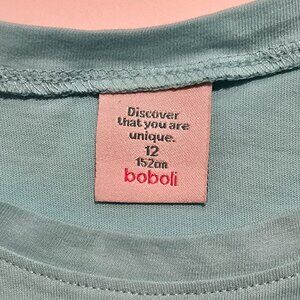 Discover
that you are
unique.
12
152cm
boboli